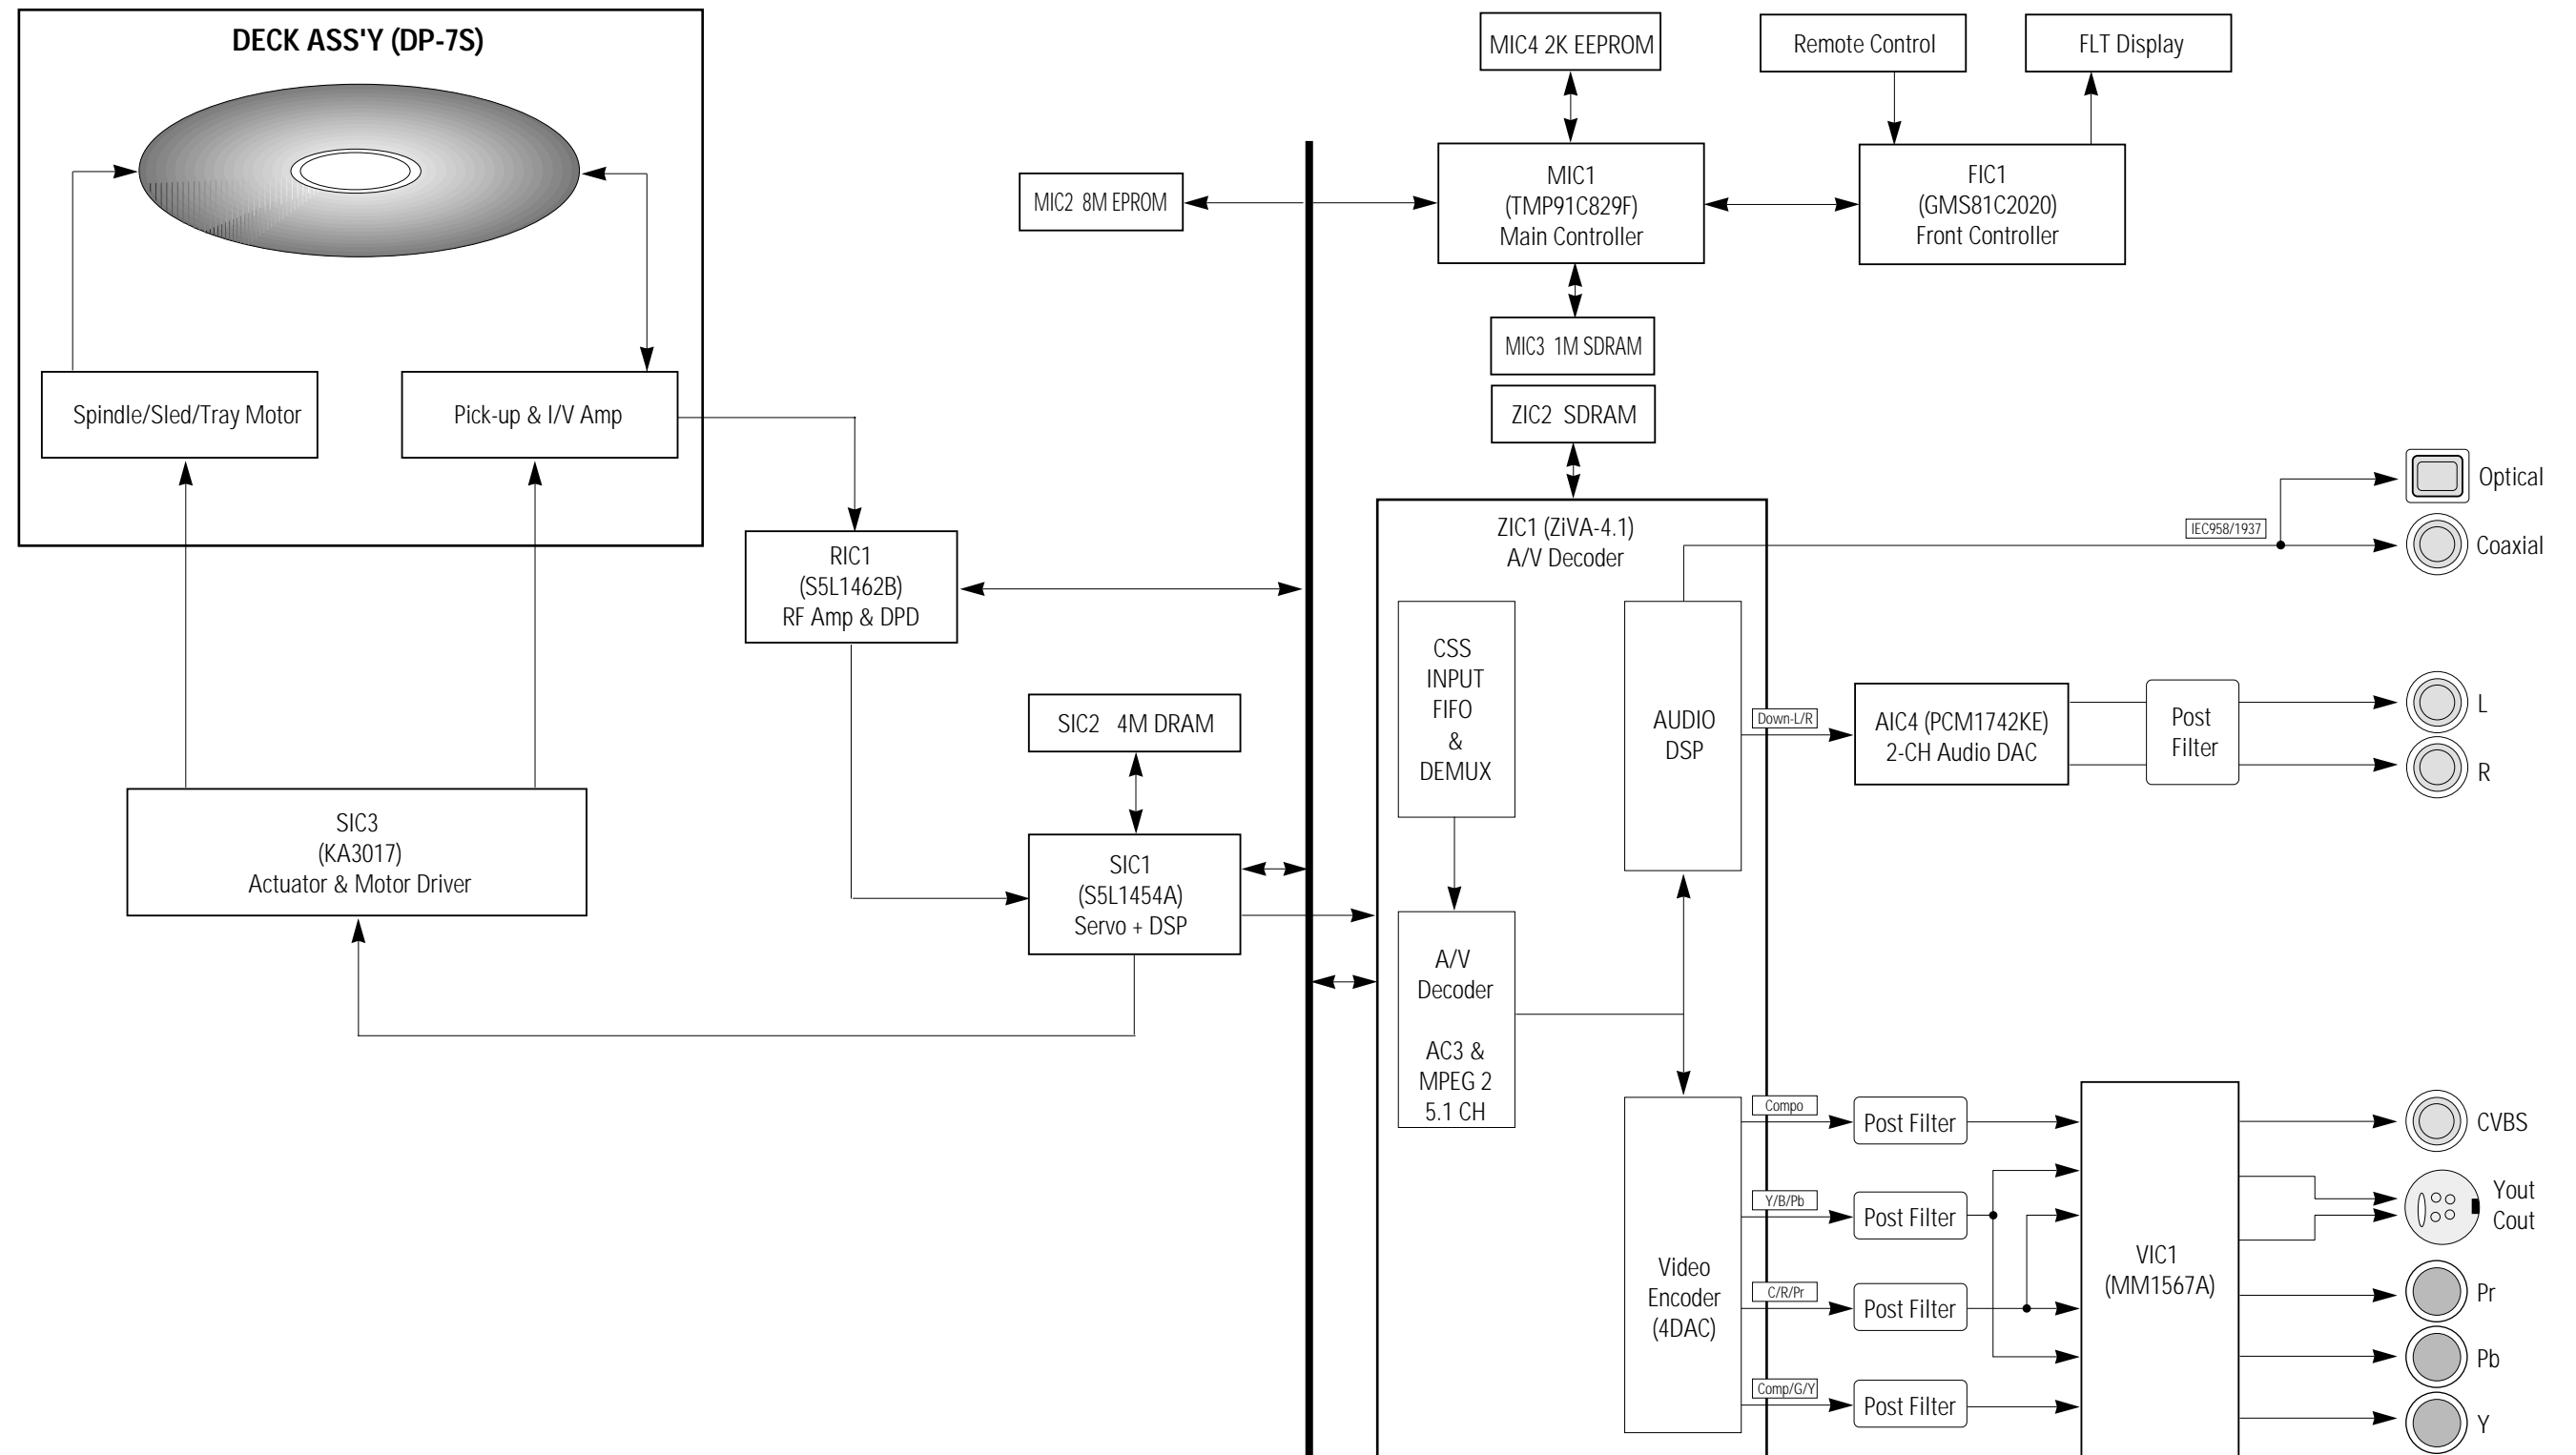 DECK ASS'Y (DP-7S)
Spindle/Sled/Tray Motor
Pick-up & I/V Amp
SIC3
(KA3017)
Actuator & Motor Driver
RIC1
(S5L1462B)
RF Amp & DPD
SIC2 4M DRAM
SIC1
(S5L1454A)
Servo + DSP
MIC2 8M EPROM
MIC4 2K EEPROM
Remote Control
FLT Display
MIC1
(TMP91C829F)
Main Controller
FIC1
(GMS81C2020)
Front Controller
MIC3 1M SDRAM
ZIC2 SDRAM
ZIC1 (ZiVA-4.1)
A/V Decoder
CSS
INPUT
FIFO
&
DEMUX
A/V
Decoder
AC3 &
MPEG 2
5.1 CH
AUDIO
DSP
Video
Encoder
(4DAC)
IEC958/1937
Optical
Coaxial
Down-L/R
AIC4 (PCM1742KE)
2-CH Audio DAC
Post
Filter
L
R
Compo
Post Filter
Y/B/Pb
Post Filter
C/R/Pr
Post Filter
Comp/G/Y
Post Filter
VIC1
(MM1567A)
CVBS
Yout
Cout
Pr
Pb
Y